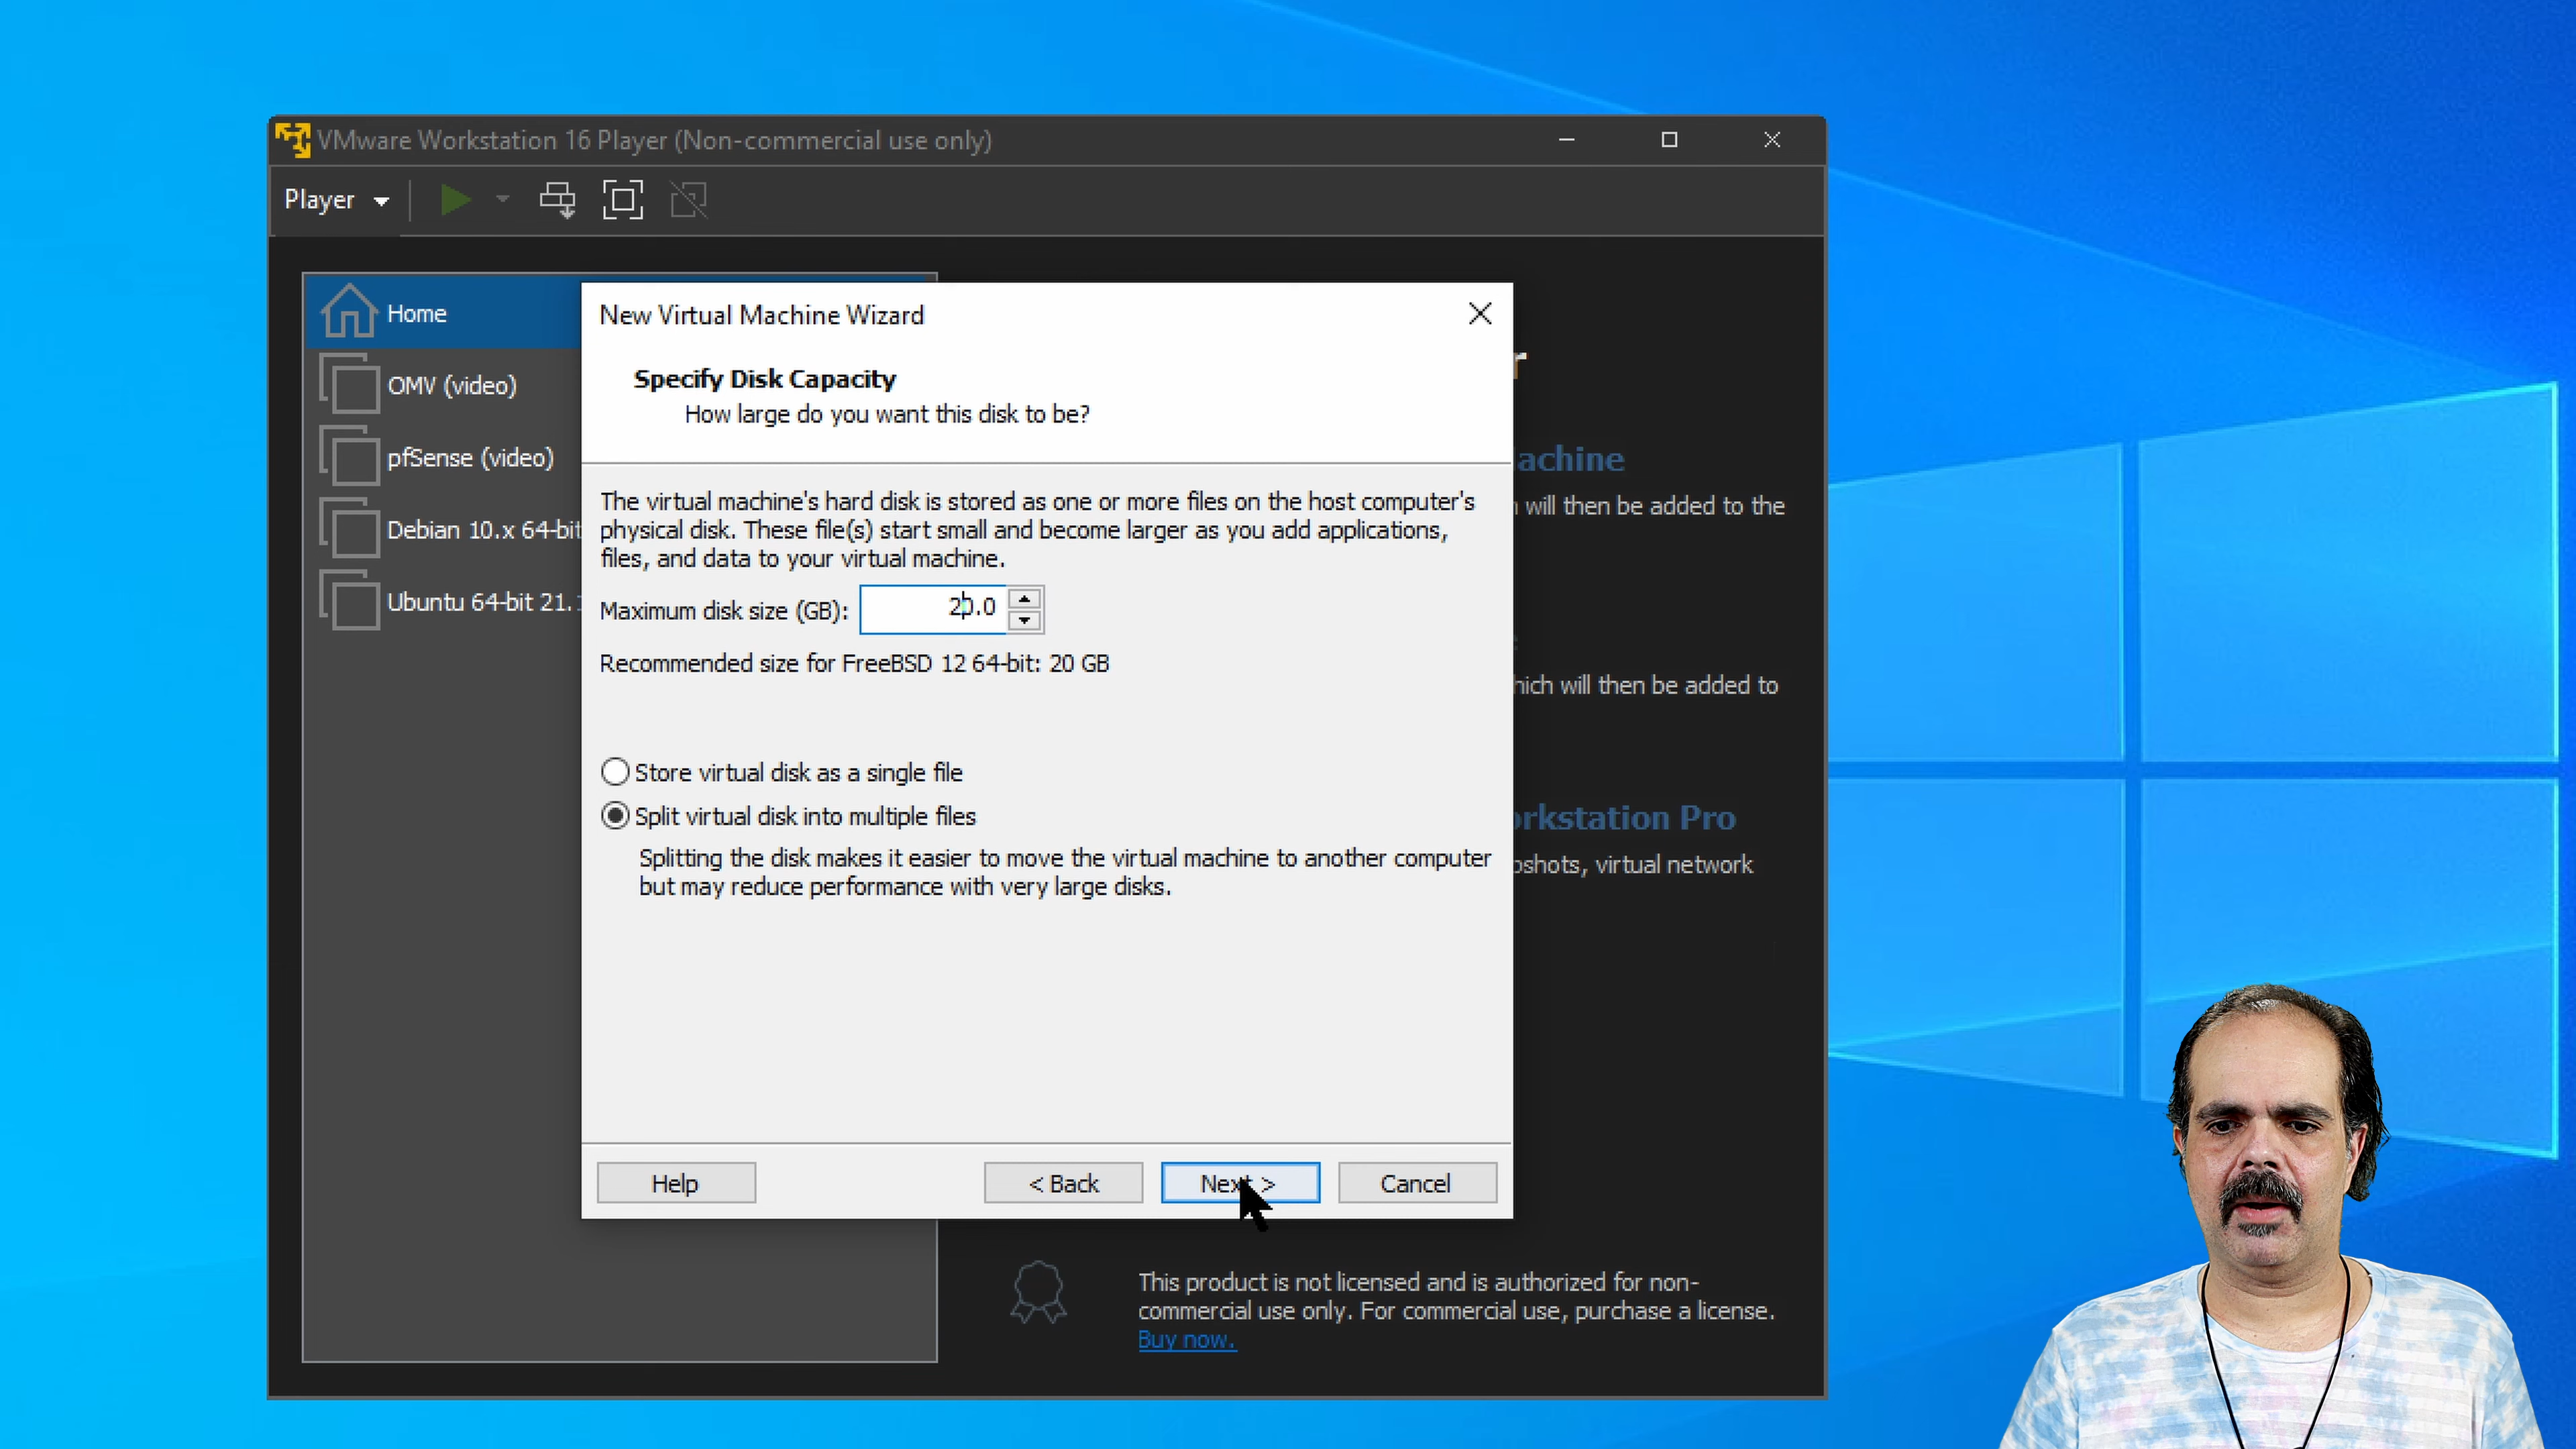 VMware Workstation 16 Player (Non-commercial use only)
Player
Home
OMV (video)
pfSense (video)
Debian 10.x 64-bit
Ubuntu 64-bit 21.
New Virtual Machine Wizard
Specify Disk Capacity
How large do you want this disk to be?
The virtual machine's hard disk is stored as one or more files on the host computer's
physical disk. These file(s) start small and become larger as you add applications,
files, and data to your virtual machine.
Maximum disk size (GB): 20.0
Recommended size for FreeBSD 12 64-bit: 20 GB
Store virtual disk as a single file
Split virtual disk into multiple files
Splitting the disk makes it easier to move the virtual machine to another computer
but may reduce performance with very large disks.
Help
< Back
Next >
Cancel
r
achine
will then be added to the
hich will then be added to
orkstation Pro
pshots, virtual network
This product is not licensed and is authorized for non-
commercial use only. For commercial use, purchase a license.
Buy now.